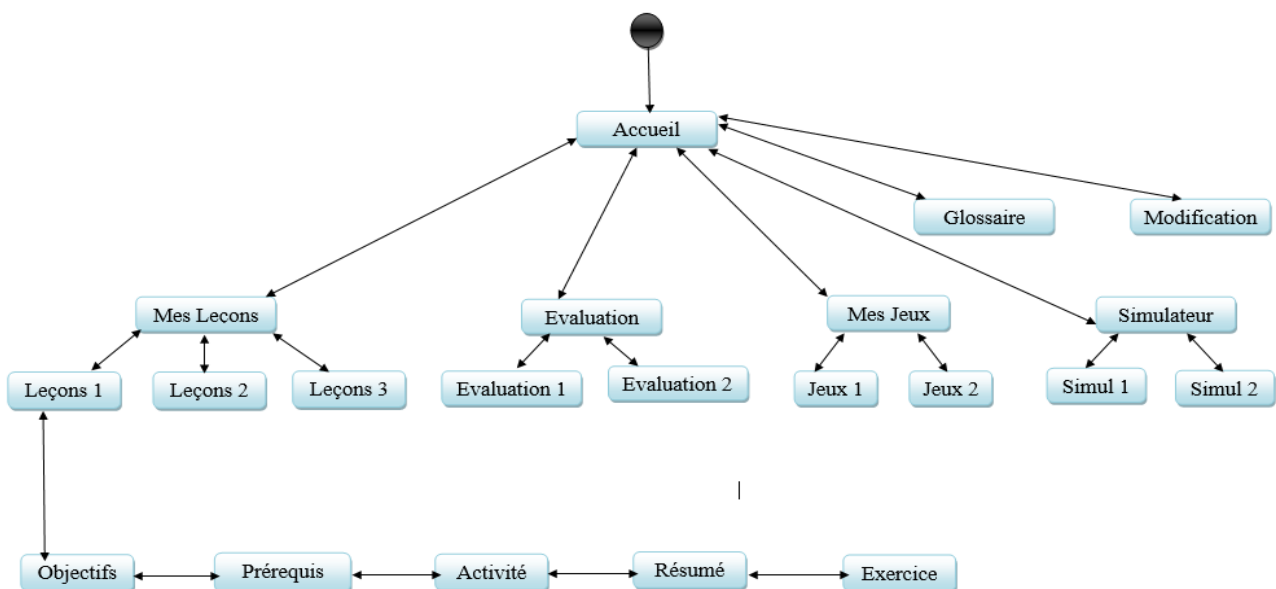 Accueil
Glossaire
Modification
Mes Leçons
Evaluation
Mes Jeux
Simulateur
Leçons 1
Leçons 2
Leçons 3
Evaluation 1
Evaluation 2
Jeux 1
Jeux 2
Simul 1
Simul 2
Objectifs
Prérequis
Activité
Résumé
Exercice